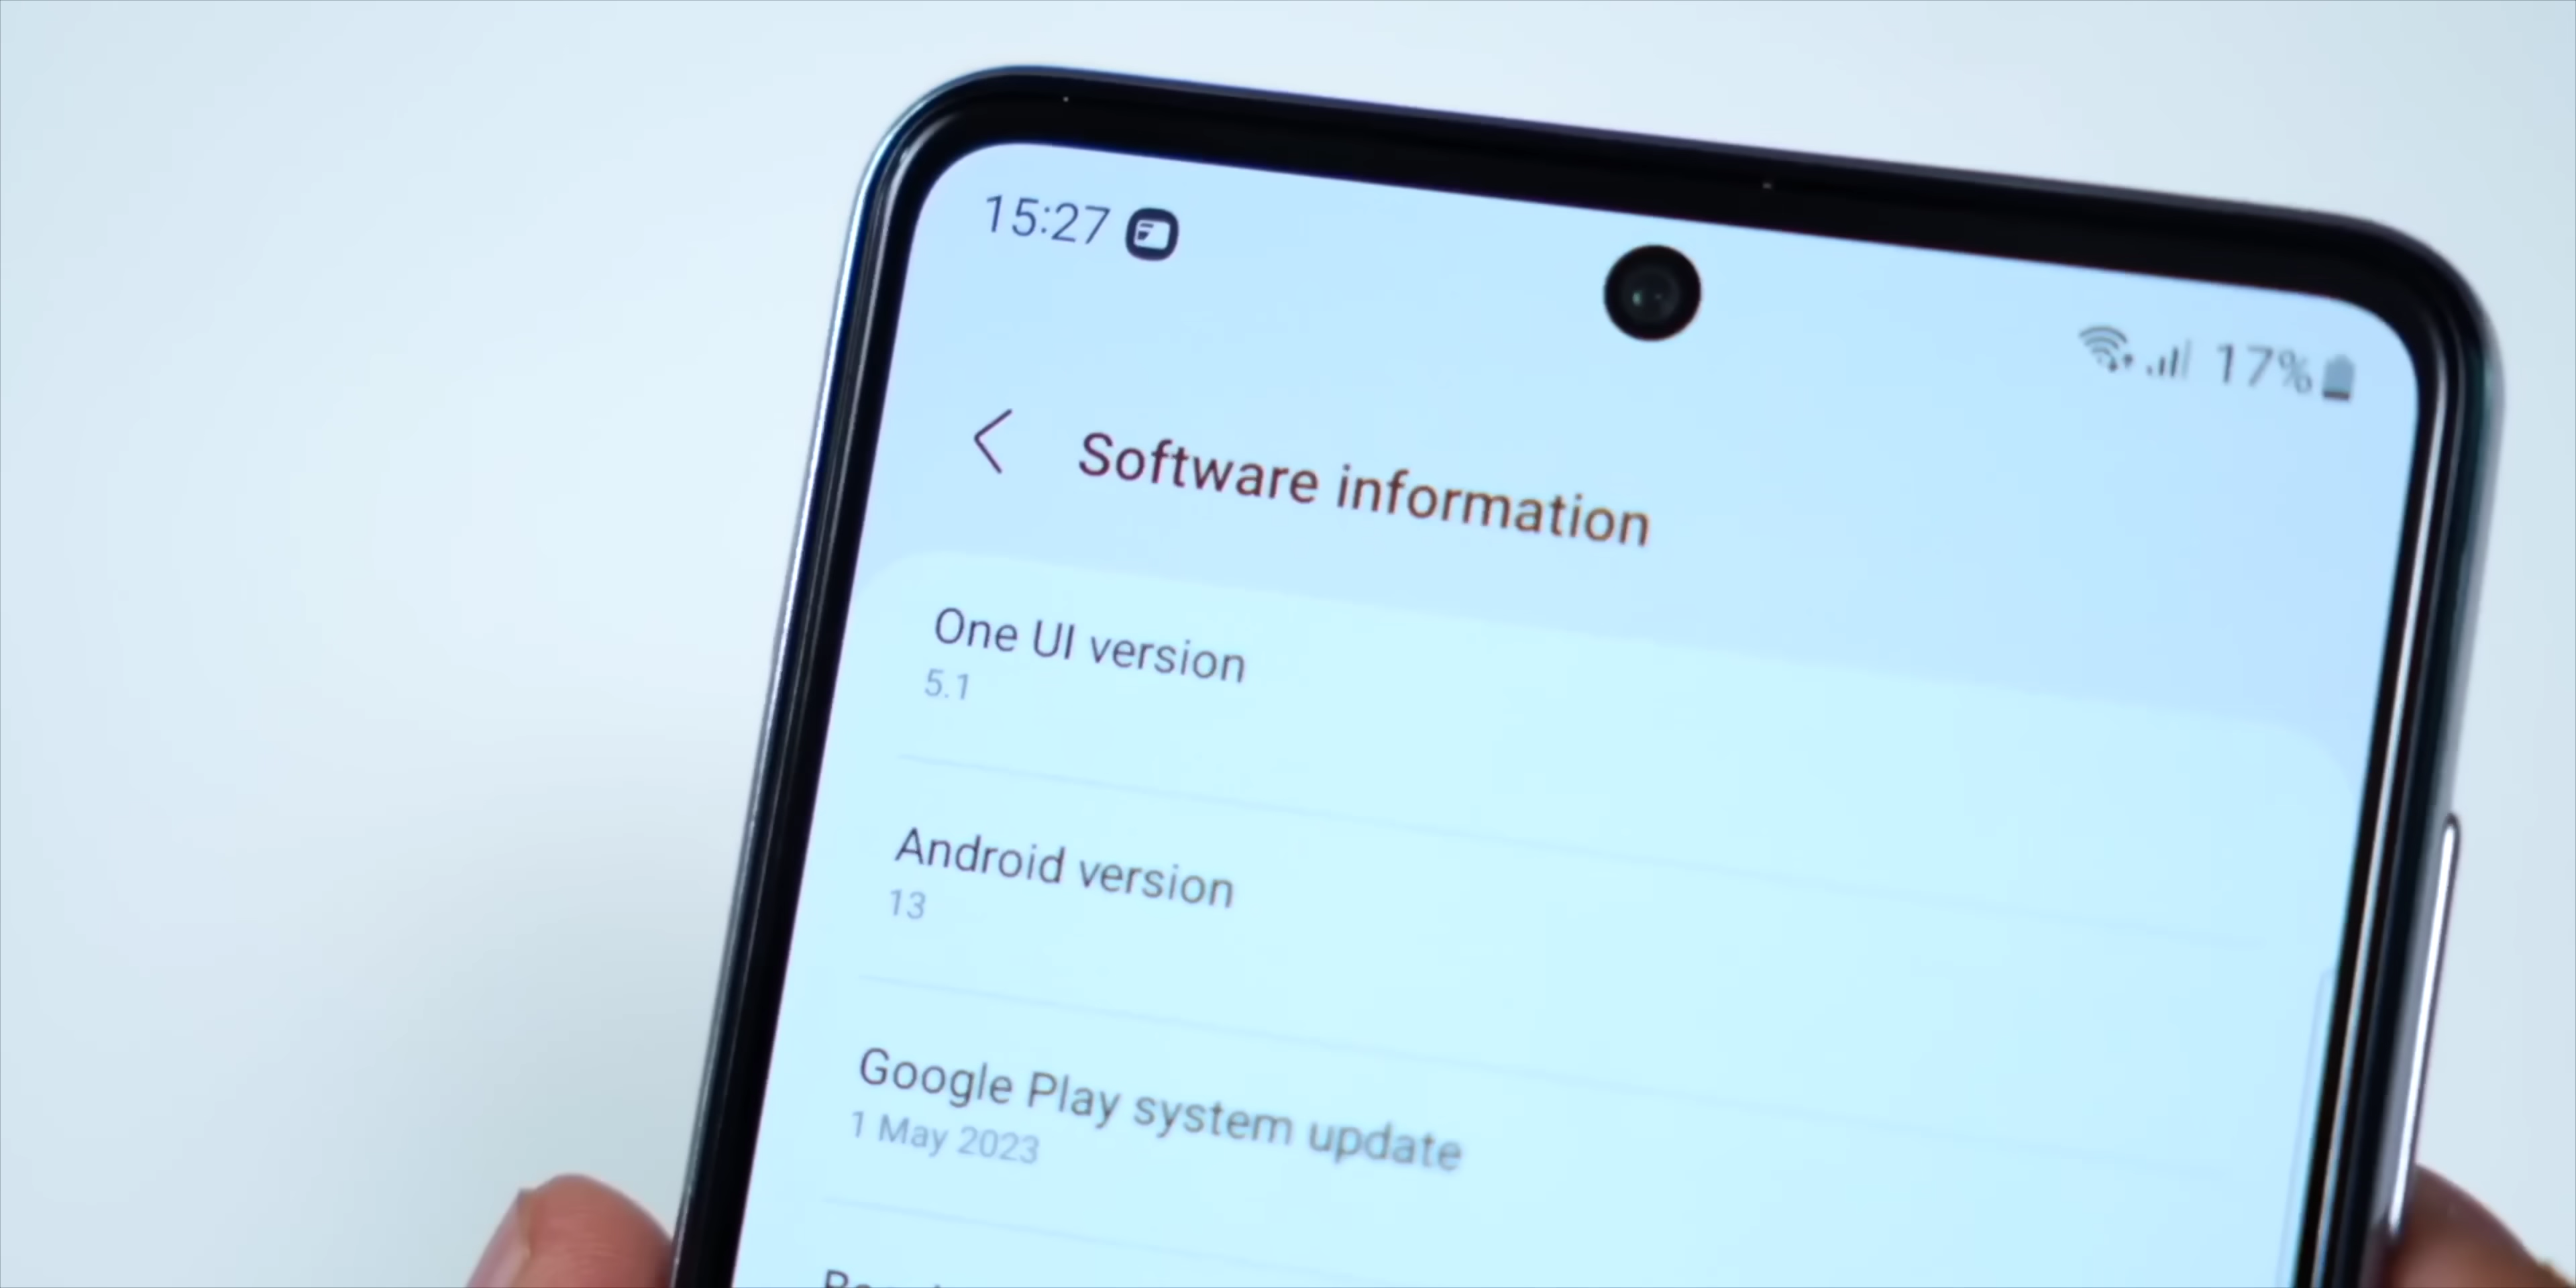 15:27
17%
Software information
One UI version
5.1
Android version
13
Google Play system update
1 May 2023